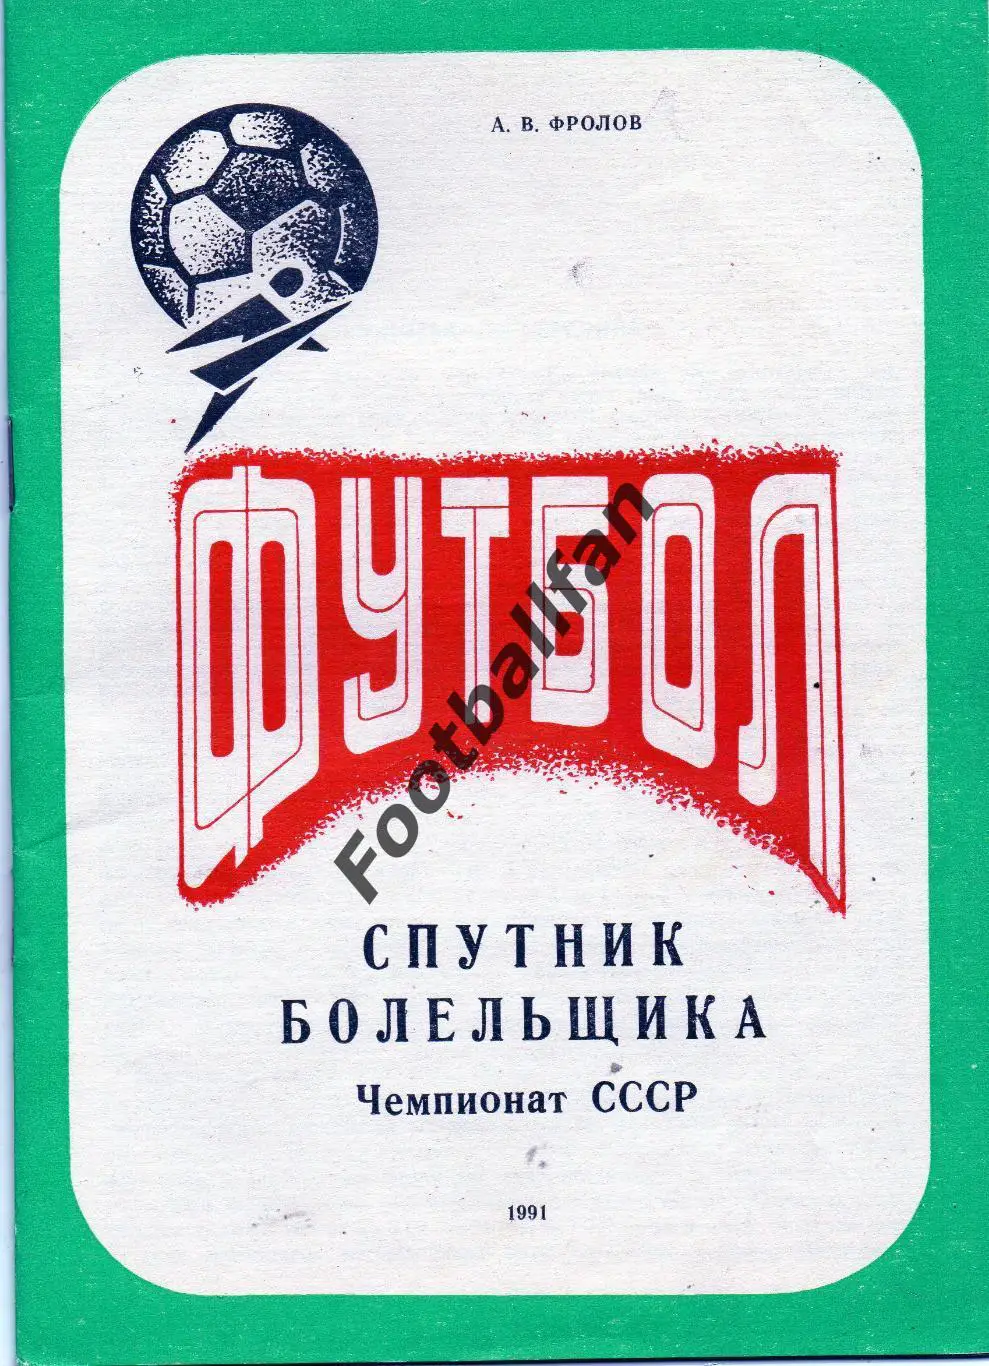 А. В. ФРОЛОВ
ФУТБОЛ
Footballfan
СПУТНИК
БОЛЕЛЬЩИКА
Чемпионат СССР
1991